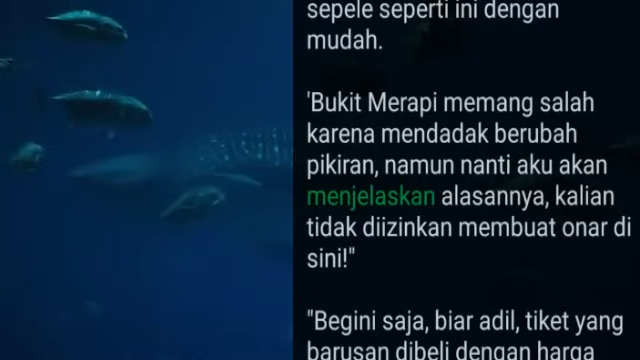 sepele seperti ini dengan
mudah.
'Bukit Merapi memang salah
karena mendadak berubah
pikiran, namun nanti aku akan
menjelaskan alasannya, kalian
tidak diizinkan membuat onar di
sini!"
"Begini saja, biar adil, tiket yang
barusan dibeli dengan harga